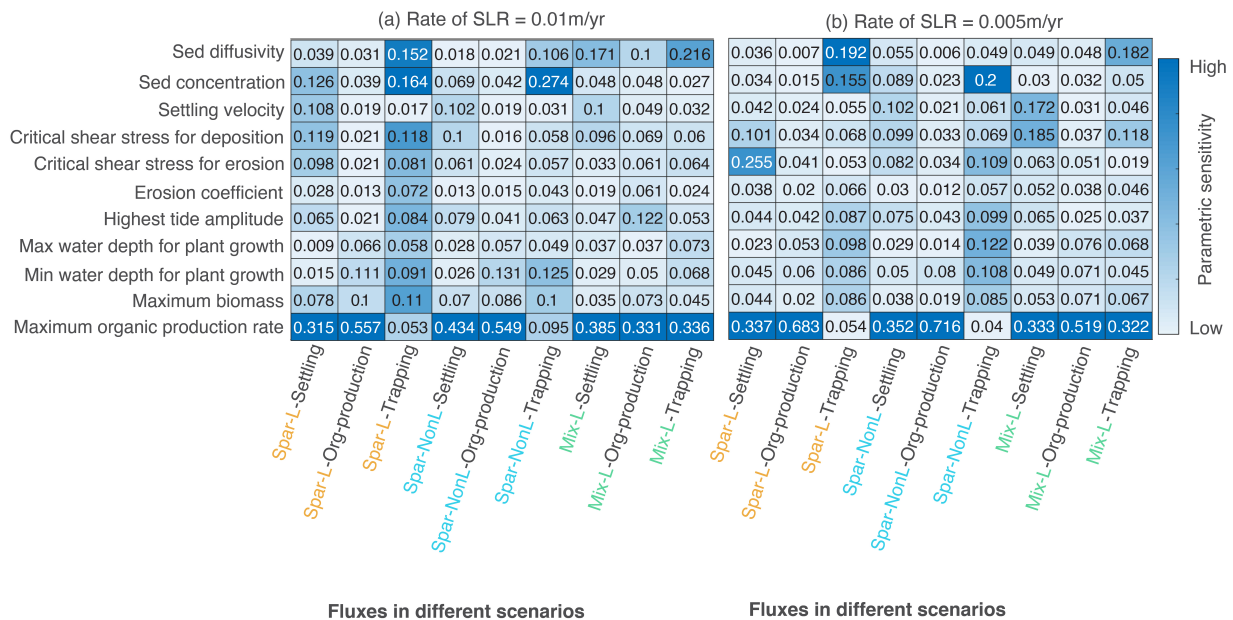 (a) Rate of SLR = 0.01m/yr
(b) Rate of SLR = 0.005m/yr
Sed diffusivity 0.039 0.031 0.152 0.018 0.021 0.106 0.171 0.1 0.216 0.036 0.007 0.192 0.055 0.006 0.049 0.049 0.048 0.182
Sed concentration 0.126 0.039 0.164 0.069 0.042 0.274 0.048 0.048 0.027 0.034 0.015 0.155 0.089 0.023 0.2 0.03 0.032 0.05
Settling velocity 0.108 0.019 0.017 0.102 0.019 0.031 0.1 0.049 0.032 0.042 0.024 0.055 0.102 0.021 0.061 0.172 0.031 0.046
Critical shear stress for deposition 0.119 0.021 0.118 0.1 0.016 0.058 0.096 0.069 0.06 0.101 0.034 0.068 0.099 0.033 0.069 0.185 0.037 0.118
Critical shear stress for erosion 0.098 0.021 0.081 0.061 0.024 0.057 0.033 0.061 0.064 0.255 0.041 0.053 0.082 0.034 0.109 0.063 0.051 0.019
Erosion coefficient 0.028 0.013 0.072 0.013 0.015 0.043 0.019 0.061 0.024 0.038 0.02 0.066 0.03 0.012 0.057 0.052 0.038 0.046
Highest tide amplitude 0.065 0.021 0.084 0.079 0.041 0.063 0.047 0.122 0.053 0.044 0.042 0.087 0.075 0.043 0.099 0.065 0.025 0.037
Max water depth for plant growth 0.009 0.066 0.058 0.028 0.057 0.049 0.037 0.037 0.073 0.023 0.053 0.098 0.029 0.014 0.122 0.039 0.076 0.068
Min water depth for plant growth 0.015 0.111 0.091 0.026 0.131 0.125 0.029 0.05 0.068 0.045 0.06 0.086 0.05 0.08 0.108 0.049 0.071 0.045
Maximum biomass 0.078 0.1 0.11 0.07 0.086 0.1 0.035 0.073 0.045 0.044 0.02 0.086 0.038 0.019 0.085 0.053 0.071 0.067
Maximum organic production rate 0.315 0.557 0.053 0.434 0.549 0.095 0.385 0.331 0.336 0.337 0.683 0.054 0.352 0.716 0.04 0.333 0.519 0.322
High
Parametric sensitivity
Low
Spar-L-Settling
Spar-L-Org-production
Spar-L-Trapping
Spar-NonL-Settling
Spar-NonL-Org-production
Spar-NonL-Trapping
Mix-L-Settling
Mix-L-Org-production
Mix-L-Trapping
Spar-L-Settling
Spar-L-Org-production
Spar-L-Trapping
Spar-NonL-Settling
Spar-NonL-Org-production
Spar-NonL-Trapping
Mix-L-Settling
Mix-L-Org-production
Mix-L-Trapping
Fluxes in different scenarios
Fluxes in different scenarios